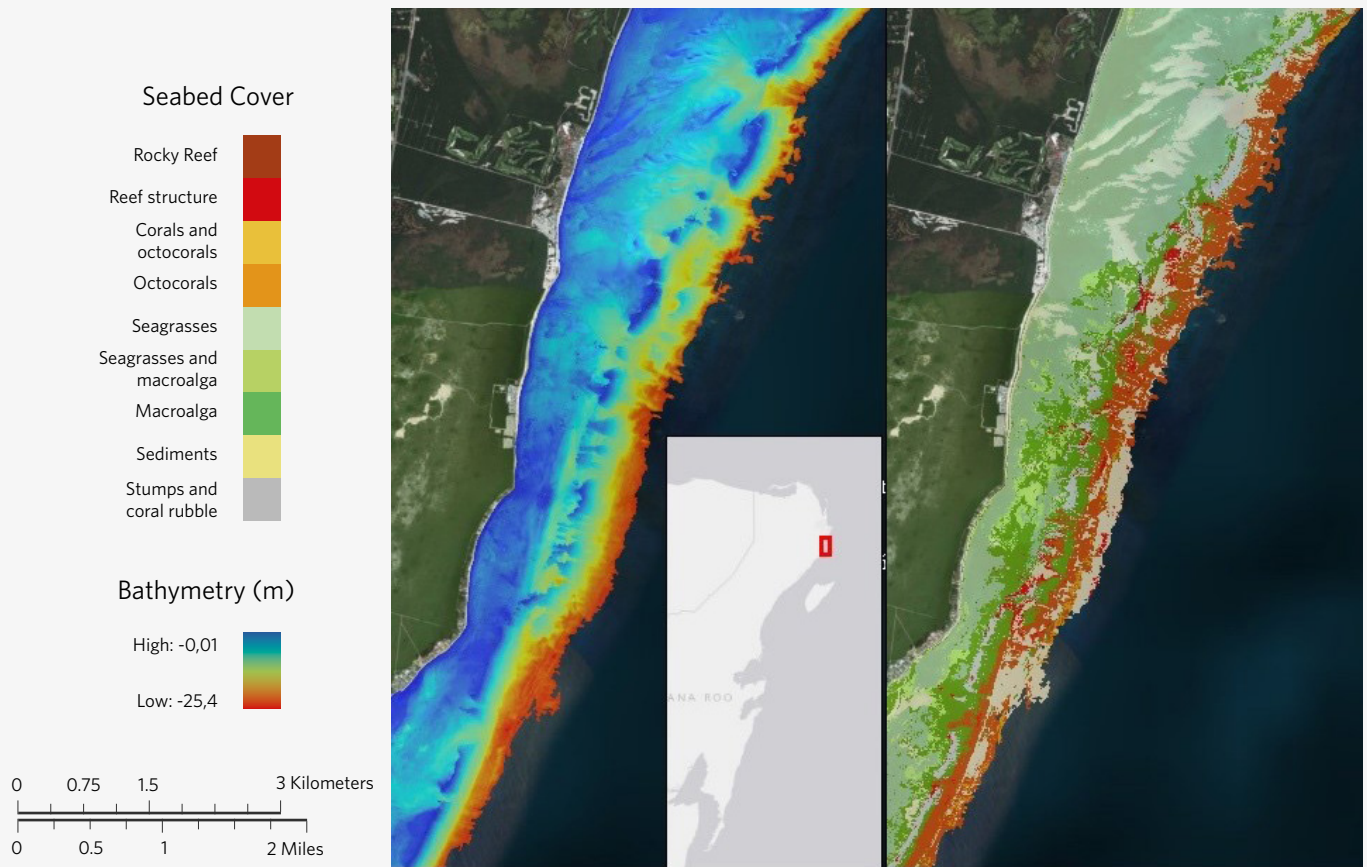 Seabed Cover
Rocky Reef
Reef structure
Corals and
octocorals
Octocorals
Seagrasses
Seagrasses and
macroalga
Macroalga
Sediments
Stumps and
coral rubble
Bathymetry (m)
High: -0,01
Low: -25,4
0 0.75 1.5 3 Kilometers
0 0.5 1 2 Miles
ANA ROO